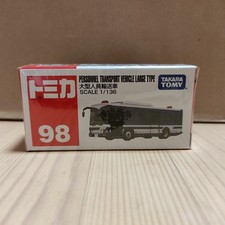 トミカ
98
PERSONNEL TRANSPORT VEHICLE LARGE TYPE
大型人員輸送車
SCALE 1/136
TAKARA
TOMY